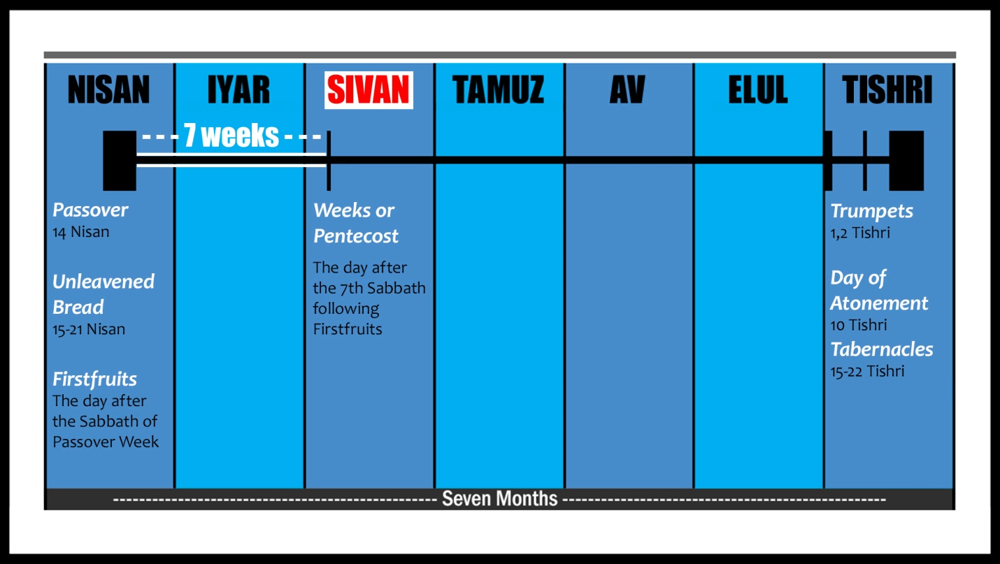 NISAN
IYAR
SIVAN
TAMUZ
AV
ELUL
TISHRI
--- 7 weeks ---
Passover
14 Nisan
Unleavened
Bread
15-21 Nisan
Firstfruits
The day after
the Sabbath of
Passover Week
Weeks or
Pentecost
The day after
the 7th Sabbath
following
Firstfruits
Trumpets
1,2 Tishri
Day of
Atonement
10 Tishri
Tabernacles
15-22 Tishri
Seven Months